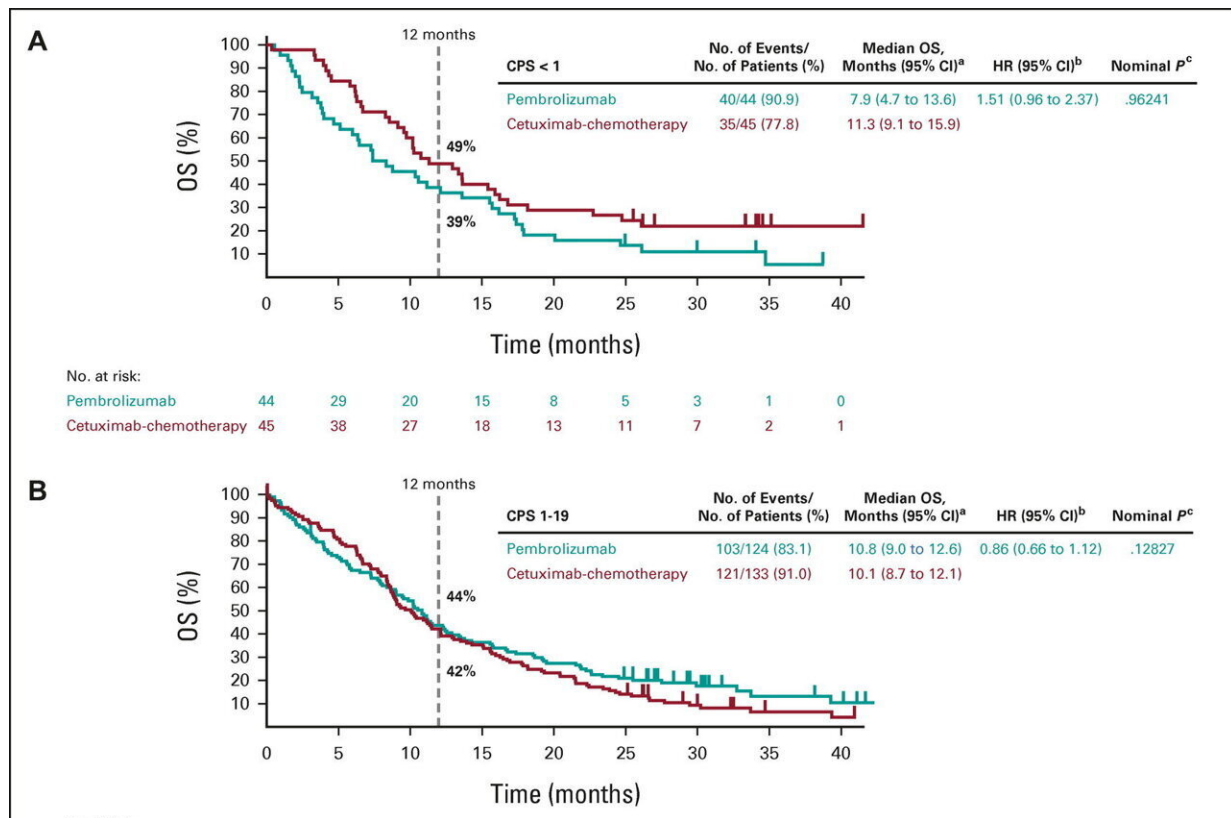 A
12 months
CPS < 1
No. of Events/
No. of Patients (%)
Median OS,
Months (95% CI)a
HR (95% CI)b
Nominal Pc
Pembrolizumab 40/44 (90.9) 7.9 (4.7 to 13.6) 1.51 (0.96 to 2.37) .96241
Cetuximab-chemotherapy 35/45 (77.8) 11.3 (9.1 to 15.9)
OS (%)
100
90
80
70
60
50
40
30
20
10
49%
39%
0 5 10 15 20 25 30 35 40
Time (months)
No. at risk:
Pembrolizumab 44 29 20 15 8 5 3 1 0
Cetuximab-chemotherapy 45 38 27 18 13 11 7 2 1
B
12 months
CPS 1-19
No. of Events/
No. of Patients (%)
Median OS,
Months (95% CI)a
HR (95% CI)b
Nominal Pc
Pembrolizumab 103/124 (83.1) 10.8 (9.0 to 12.6) 0.86 (0.66 to 1.12) .12827
Cetuximab-chemotherapy 121/133 (91.0) 10.1 (8.7 to 12.1)
OS (%)
100
90
80
70
60
50
40
30
20
10
44%
42%
0 5 10 15 20 25 30 35 40
Time (months)